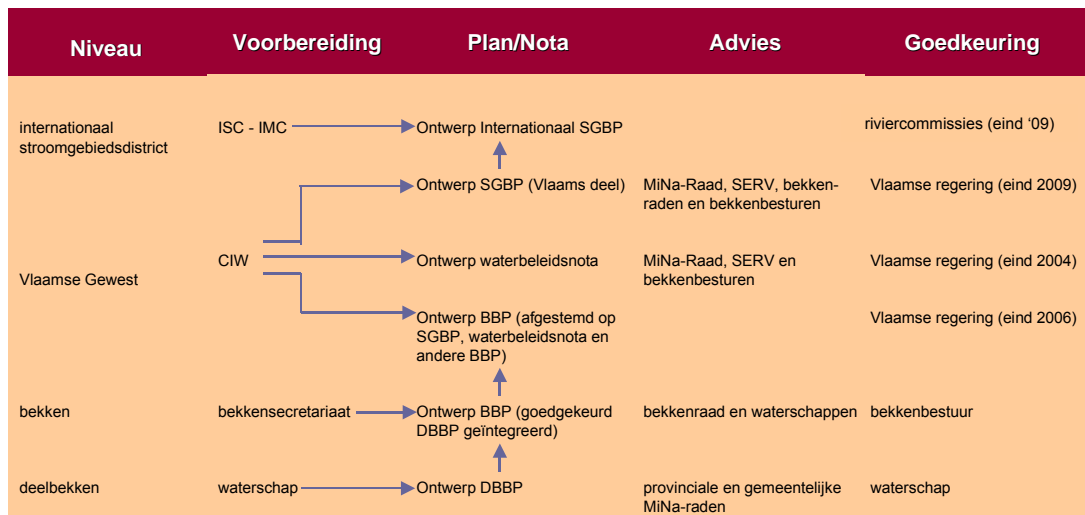 Niveau Voorbereiding Plan/Nota Advies Goedkeuring
internationaal
stroomgebiedsdistrict
ISC - IMC
Ontwerp Internationaal SGBP
riviercommissies (eind ‘09)
Ontwerp SGBP (Vlaams deel)
MiNa-Raad, SERV, bekken-
raden en bekkenbesturen
Vlaamse regering (eind 2009)
Vlaamse Gewest
CIW
Ontwerp waterbeleidsnota
MiNa-Raad, SERV en
bekkenbesturen
Vlaamse regering (eind 2004)
Ontwerp BBP (afgestemd op
SGBP, waterbeleidsnota en
andere BBP)
Vlaamse regering (eind 2006)
bekken
bekkensecretariaat
Ontwerp BBP (goedgekeurd
DBBP geïntegreerd)
bekkenraad en waterschappen
bekkenbestuur
deelbekken
waterschap
Ontwerp DBBP
provinciale en gemeentelijke
MiNa-raden
waterschap